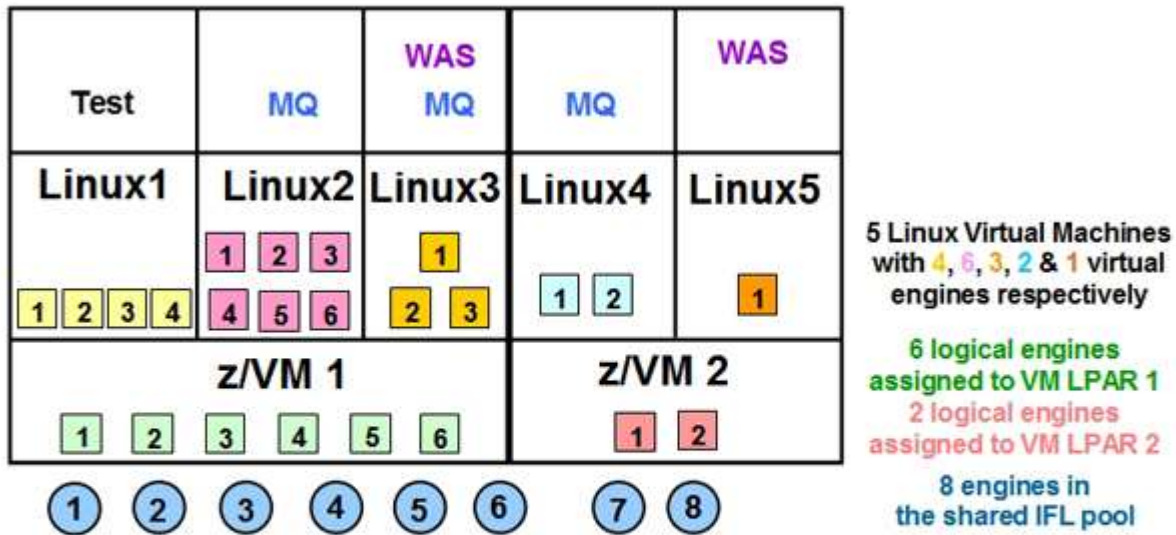 WAS
WAS
Test
MQ
MQ
MQ
Linux1
Linux2
Linux3
Linux4
Linux5
1 2 3 4
1 2 3
4 5 6
1
2 3
1 2
1
5 Linux Virtual Machines
with 4, 6, 3, 2 & 1 virtual
engines respectively
z/VM 1
z/VM 2
1 2 3 4 5 6
1 2
6 logical engines
assigned to VM LPAR 1
2 logical engines
assigned to VM LPAR 2
1 2 3 4 5 6 7 8
8 engines in
the shared IFL pool